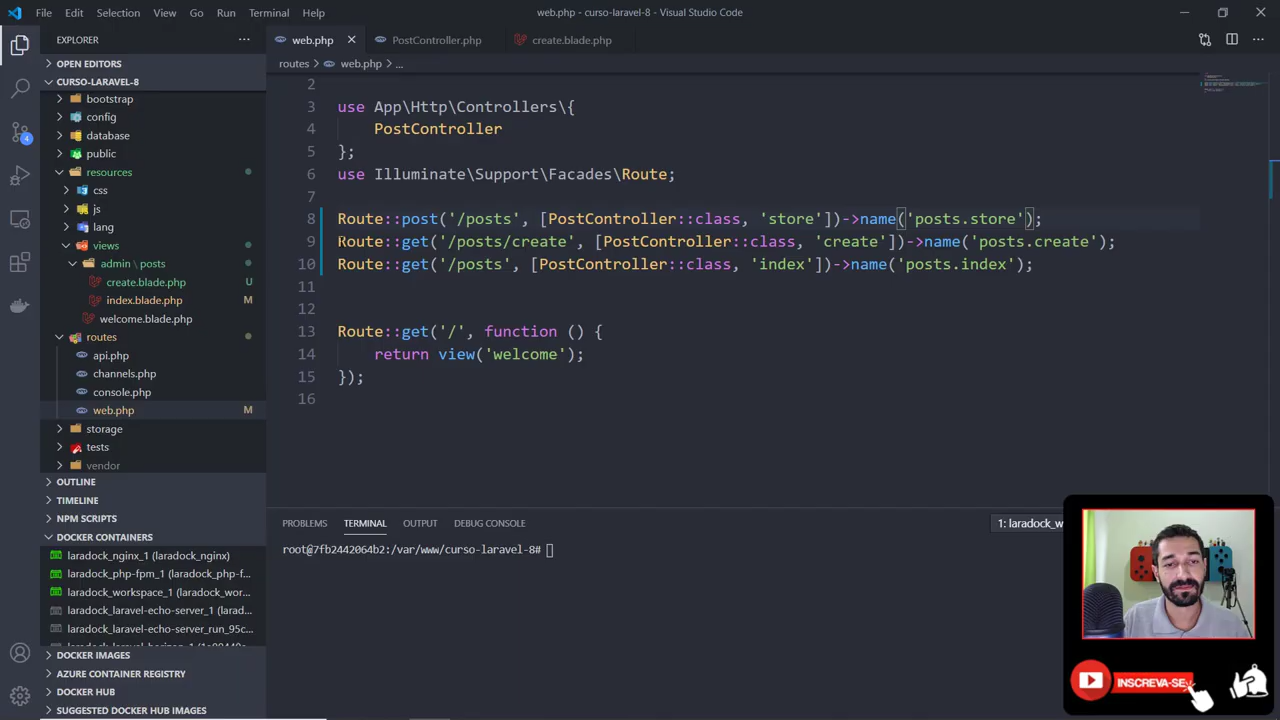 File Edit Selection View Go Run Terminal Help
web.php - curso-laravel-8 - Visual Studio Code
EXPLORER
OPEN EDITORS
CURSO-LARAVEL-8
bootstrap
config
database
public
resources
css
js
lang
views
admin \ posts
create.blade.php U
index.blade.php M
welcome.blade.php
routes
api.php
channels.php
console.php
web.php M
storage
tests
vendor
OUTLINE
TIMELINE
NPM SCRIPTS
DOCKER CONTAINERS
laradock_nginx_1 (laradock_nginx)
laradock_php-fpm_1 (laradock_php-f...
laradock_workspace_1 (laradock_wor...
laradock_laravel-echo-server_1 (larad...
laradock_laravel-echo-server_run_95c...
DOCKER IMAGES
AZURE CONTAINER REGISTRY
DOCKER HUB
SUGGESTED DOCKER HUB IMAGES
4
web.php PostController.php create.blade.php
routes web.php ...
2
3 use App\Http\Controllers\{
4 PostController
5 };
6 use Illuminate\Support\Facades\Route;
7
8 Route::post('/posts', [PostController::class, 'store'])->name('posts.store');
9 Route::get('/posts/create', [PostController::class, 'create'])->name('posts.create');
10 Route::get('/posts', [PostController::class, 'index'])->name('posts.index');
11
12
13 Route::get('/', function () {
14 return view('welcome');
15 });
16
PROBLEMS TERMINAL OUTPUT DEBUG CONSOLE
1: laradock_w
root@7fb2442064b2:/var/www/curso-laravel-8#
INSCREVA-SE